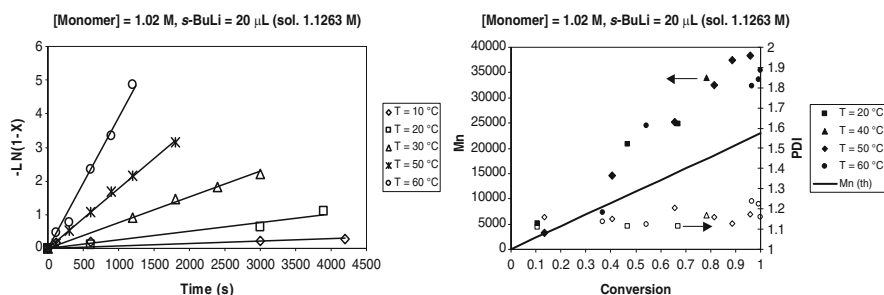 [Monomer] = 1.02 M, s-BuLi = 20 μL (sol. 1.1263 M)
-LN(1-X)
6
5
4
3
2
1
0
0 500 1000 1500 2000 2500 3000 3500 4000 4500
Time (s)
T = 10 °C
T = 20 °C
T = 30 °C
T = 50 °C
T = 60 °C
[Monomer] = 1.02 M, s-BuLi = 20 μL (sol. 1.1263 M)
Mn
40000
35000
30000
25000
20000
15000
10000
5000
0
0 0.1 0.2 0.3 0.4 0.5 0.6 0.7 0.8 0.9 1
Conversion
2
1.9
1.8
1.7
1.6
1.5
1.4
1.3
1.2
1.1
1
PDI
T = 20 °C
T = 40 °C
T = 50 °C
T = 60 °C
Mn (th)